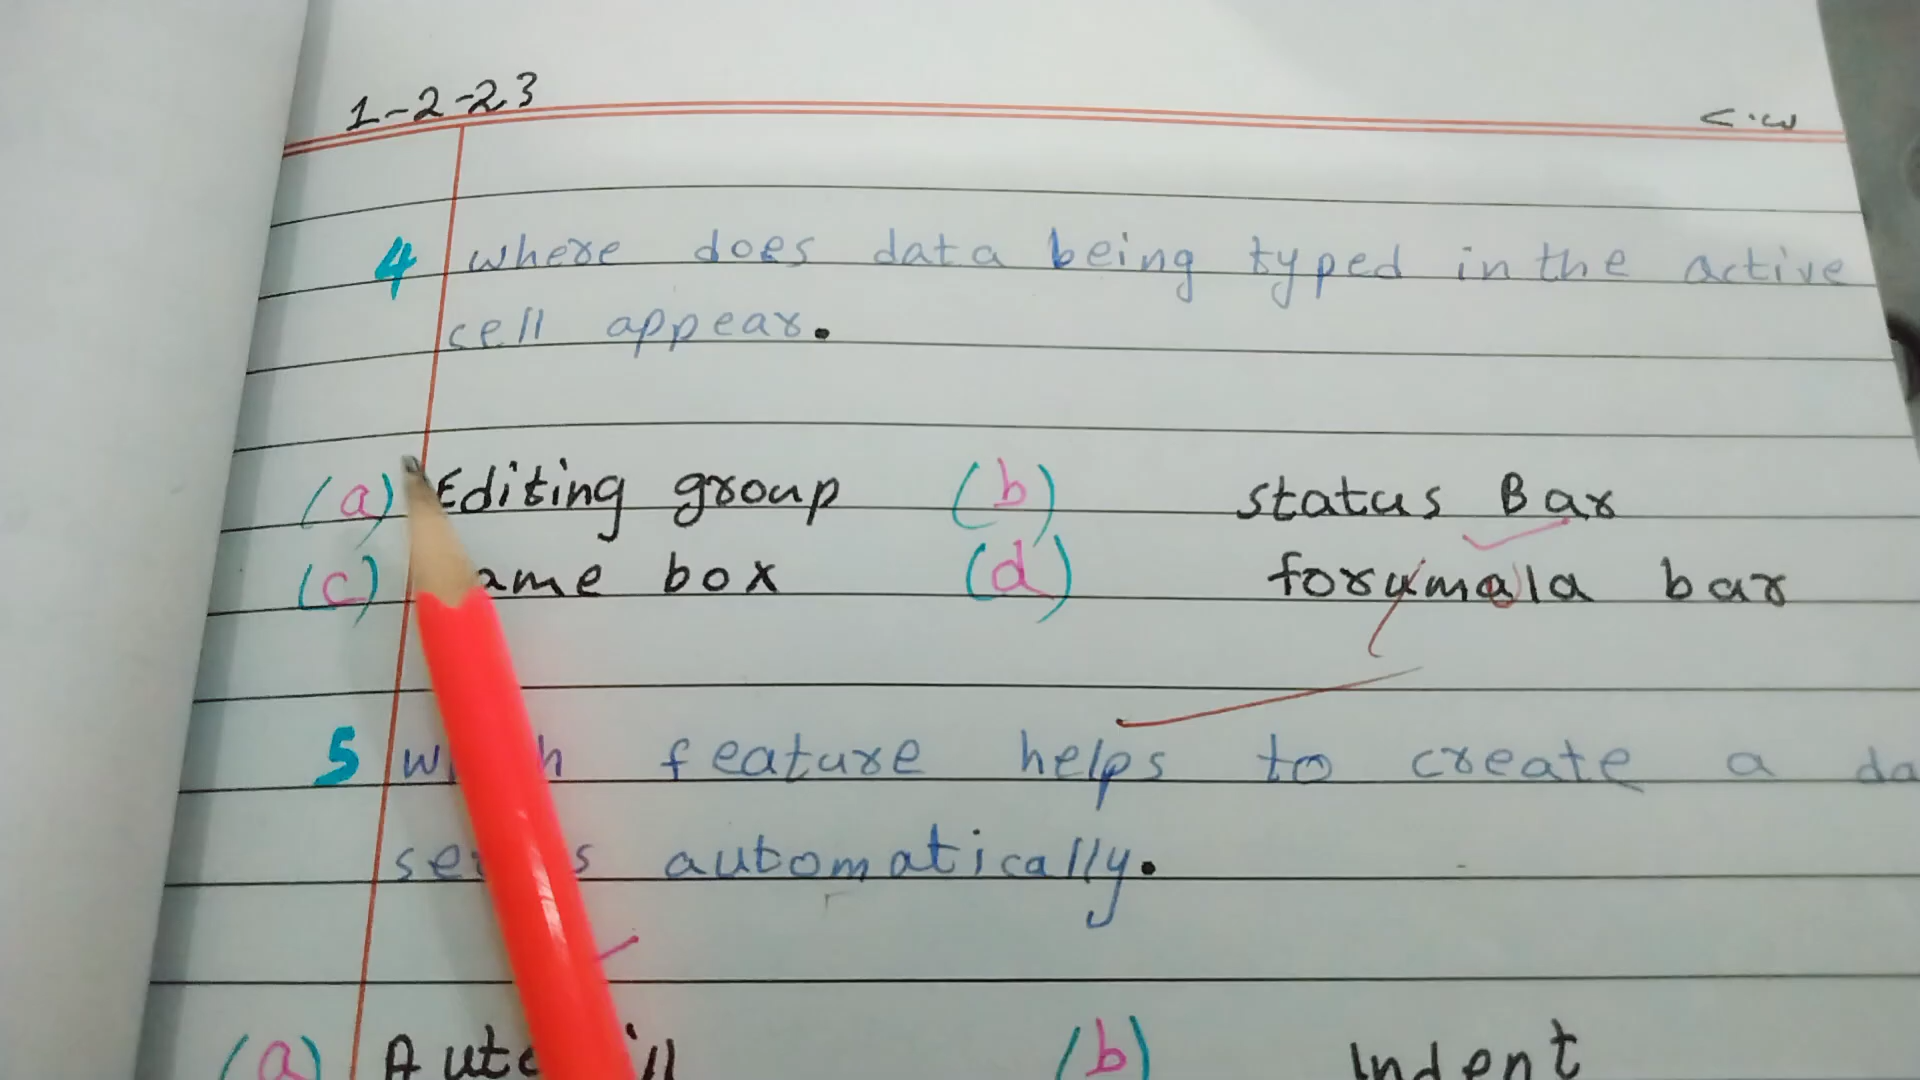 1-2-23
C.W
4 where does data being typed in the active
cell appear.
(a) Editing group (b) status Bar
(c) ame box (d) forumala bar
5 feature helps to create a da
automatically.
(a) (b) Indent